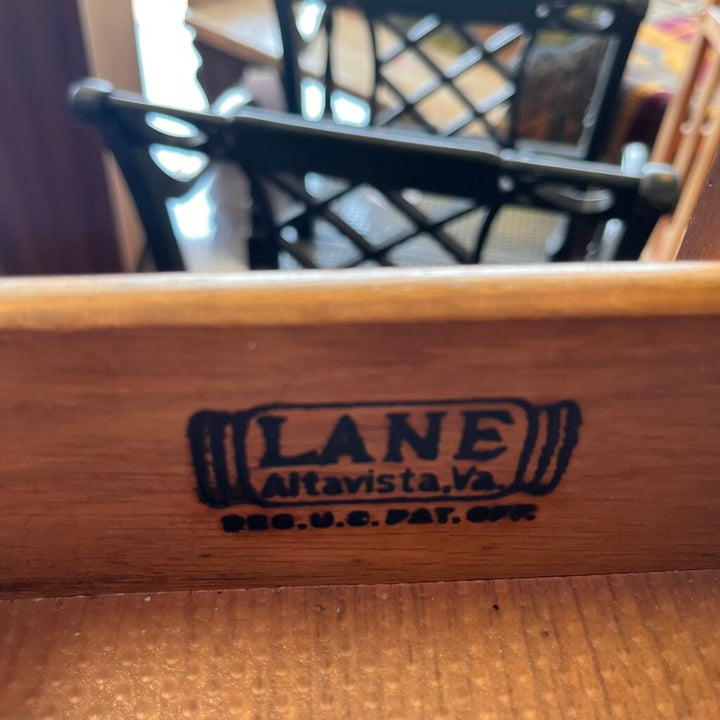 LANE
Altavista, Va.
REG. U.S. PAT. OFF.